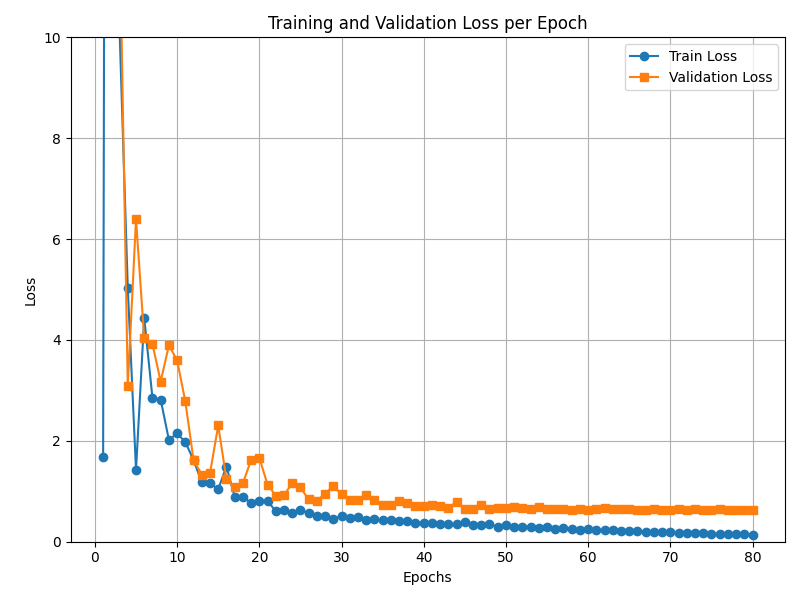 Training and Validation Loss per Epoch
Train Loss
Validation Loss
Loss
10
8
6
4
2
0
0 10 20 30 40 50 60 70 80
Epochs